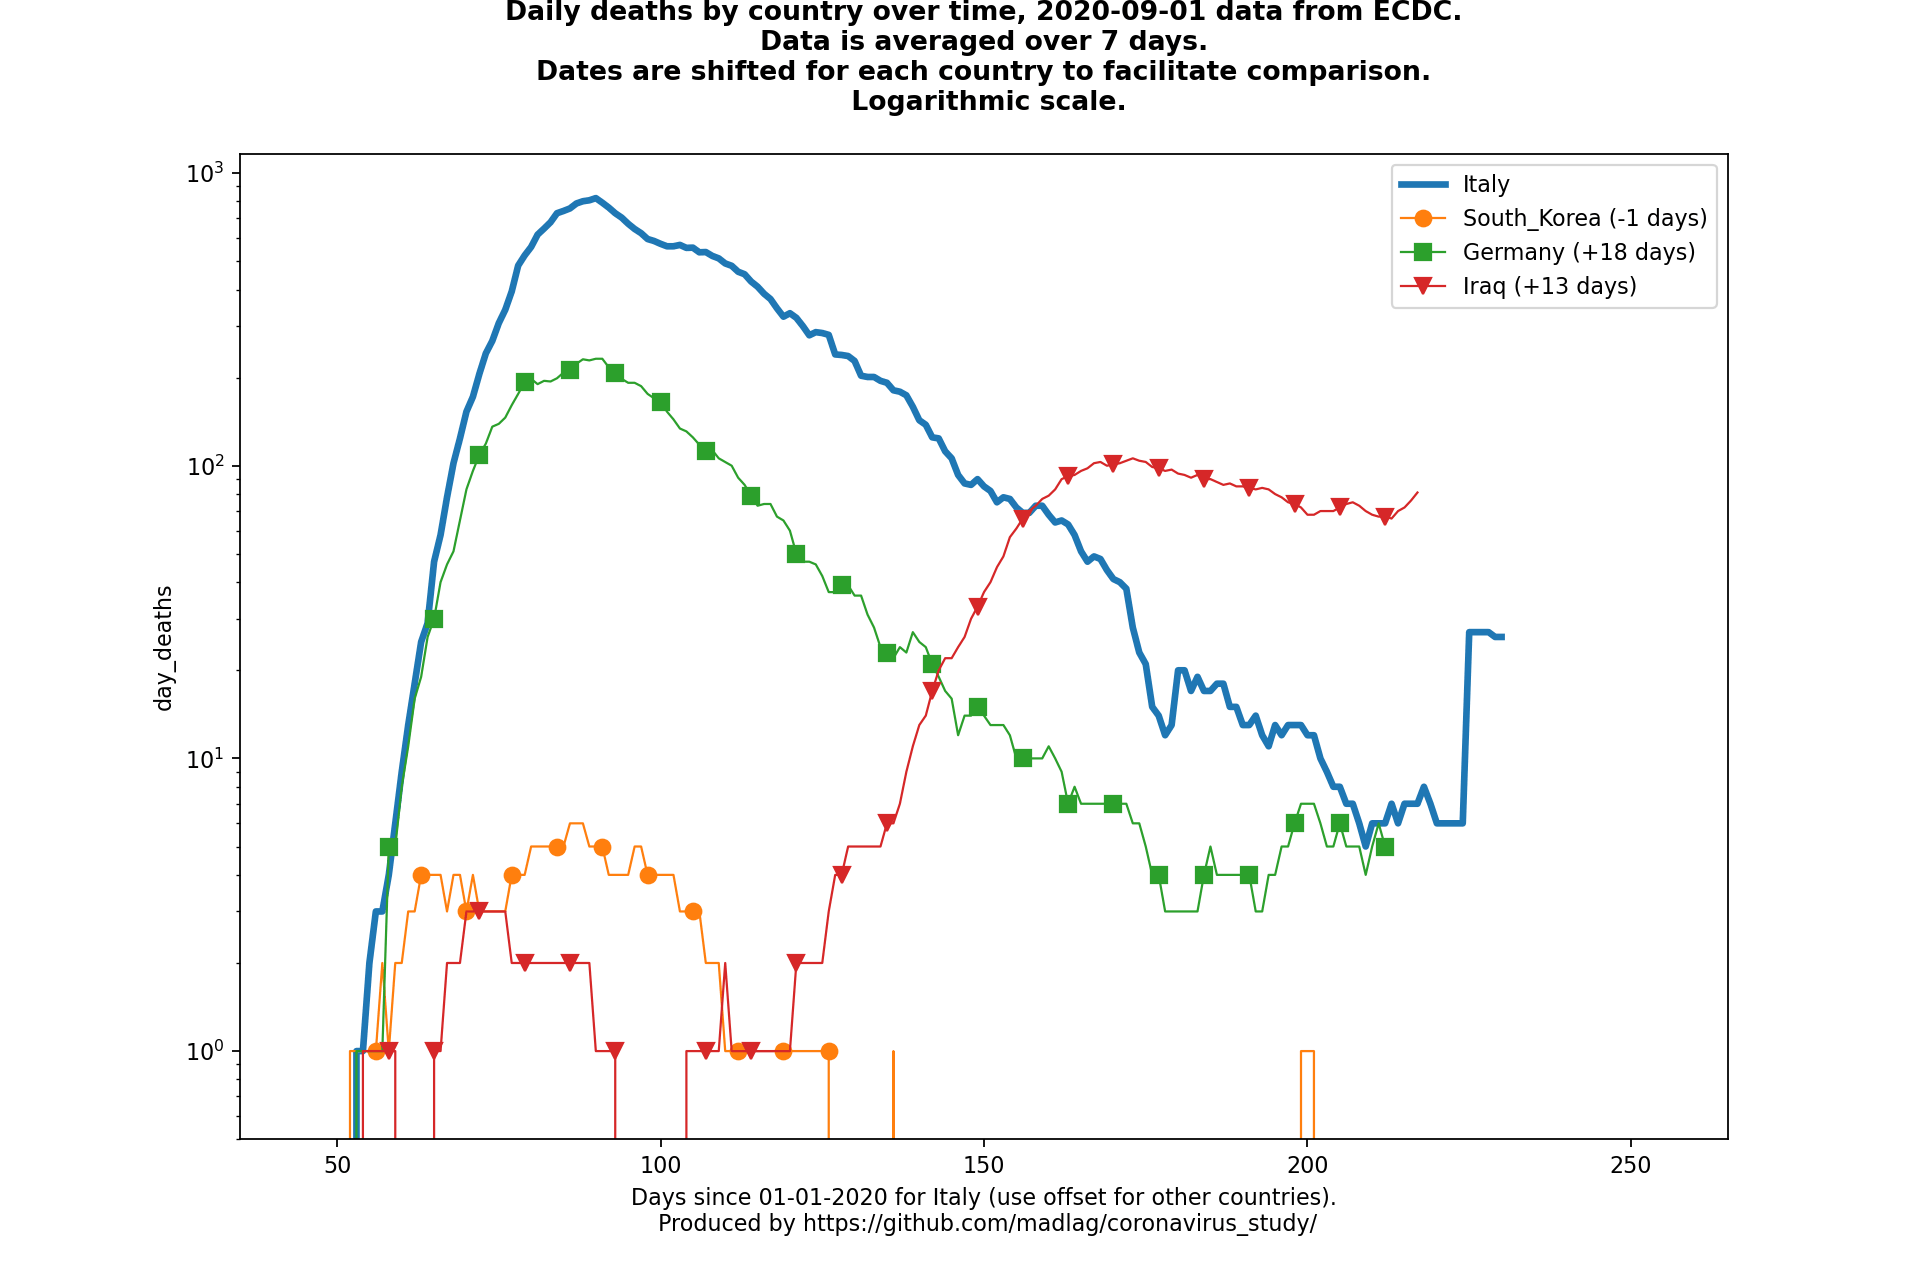 Daily deaths by country over time, 2020-09-01 data from ECDC.
Data is averaged over 7 days.
Dates are shifted for each country to facilitate comparison.
Logarithmic scale.
10³
Italy
South_Korea (-1 days)
Germany (+18 days)
Iraq (+13 days)
10²
day_deaths
10¹
10⁰
50 100 150 200 250
Days since 01-01-2020 for Italy (use offset for other countries).
Produced by https://github.com/madlag/coronavirus_study/